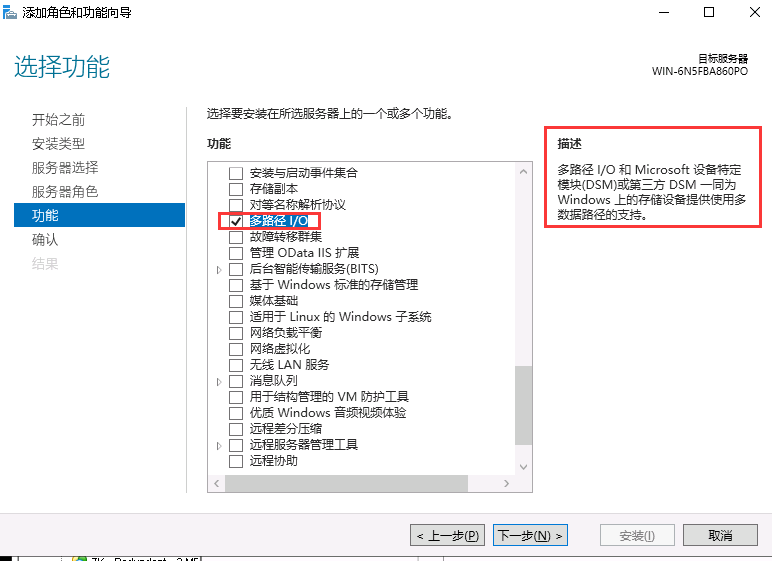 添加角色和功能向导
选择功能
目标服务器
WIN-6N5FBA860PO
开始之前
安装类型
服务器选择
服务器角色
功能
确认
结果
选择要安装在所选服务器上的一个或多个功能。
功能
安装与启动事件集合
存储副本
对等名称解析协议
多路径 I/O
故障转移群集
管理 OData IIS 扩展
后台智能传输服务(BITS)
基于 Windows 标准的存储管理
媒体基础
适用于 Linux 的 Windows 子系统
网络负载平衡
网络虚拟化
无线 LAN 服务
消息队列
用于结构管理的 VM 防护工具
优质 Windows 音频视频体验
远程差分压缩
远程服务器管理工具
远程协助
描述
多路径 I/O 和 Microsoft 设备特定
模块(DSM)或第三方 DSM 一同为
Windows 上的存储设备提供使用多
数据路径的支持。
< 上一步(P)
下一步(N) >
安装(I)
取消